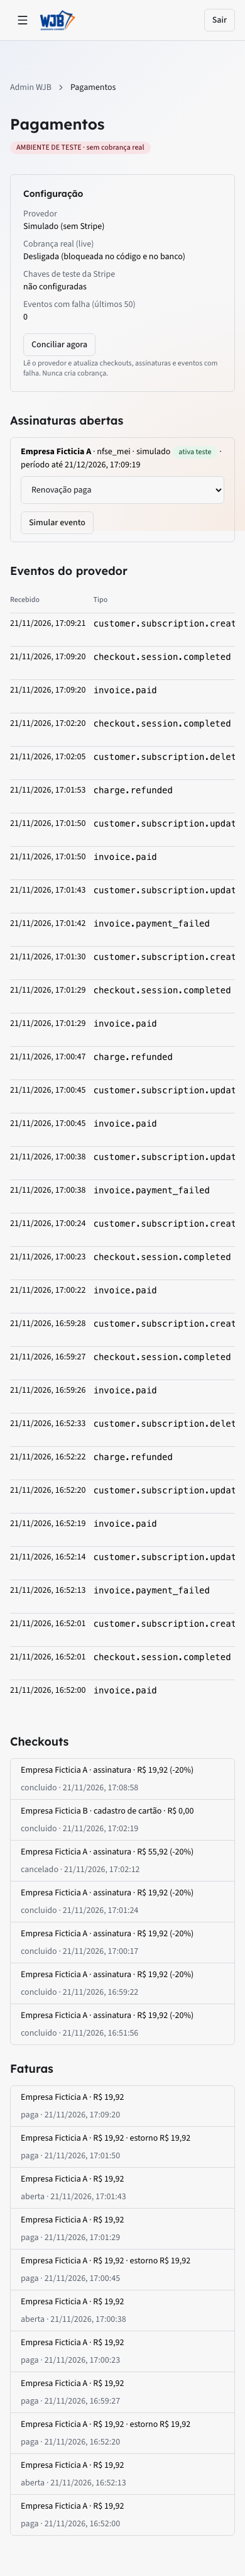 WJB
Sair
Admin WJB > Pagamentos
Pagamentos
AMBIENTE DE TESTE · sem cobrança real
Configuração
Provedor
Simulado (sem Stripe)
Cobrança real (live)
Desligada (bloqueada no código e no banco)
Chaves de teste da Stripe
não configuradas
Eventos com falha (últimos 50)
0
Conciliar agora
Lê o provedor e atualiza checkouts, assinaturas e eventos com
falha. Nunca cria cobrança.
Assinaturas abertas
Empresa Ficticia A · nfse_mei · simulado ativa teste ·
período até 21/12/2026, 17:09:19
Renovação paga
Simular evento
Eventos do provedor
Recebido Tipo
21/11/2026, 17:09:21 customer.subscription.creat
21/11/2026, 17:09:20 checkout.session.completed
21/11/2026, 17:09:20 invoice.paid
21/11/2026, 17:02:20 checkout.session.completed
21/11/2026, 17:02:05 customer.subscription.delet
21/11/2026, 17:01:53 charge.refunded
21/11/2026, 17:01:50 customer.subscription.updat
21/11/2026, 17:01:50 invoice.paid
21/11/2026, 17:01:43 customer.subscription.updat
21/11/2026, 17:01:42 invoice.payment_failed
21/11/2026, 17:01:30 customer.subscription.creat
21/11/2026, 17:01:29 checkout.session.completed
21/11/2026, 17:01:29 invoice.paid
21/11/2026, 17:00:47 charge.refunded
21/11/2026, 17:00:45 customer.subscription.updat
21/11/2026, 17:00:45 invoice.paid
21/11/2026, 17:00:38 customer.subscription.updat
21/11/2026, 17:00:38 invoice.payment_failed
21/11/2026, 17:00:24 customer.subscription.creat
21/11/2026, 17:00:23 checkout.session.completed
21/11/2026, 17:00:22 invoice.paid
21/11/2026, 16:59:28 customer.subscription.creat
21/11/2026, 16:59:27 checkout.session.completed
21/11/2026, 16:59:26 invoice.paid
21/11/2026, 16:52:33 customer.subscription.delet
21/11/2026, 16:52:22 charge.refunded
21/11/2026, 16:52:20 customer.subscription.updat
21/11/2026, 16:52:19 invoice.paid
21/11/2026, 16:52:14 customer.subscription.updat
21/11/2026, 16:52:13 invoice.payment_failed
21/11/2026, 16:52:01 customer.subscription.creat
21/11/2026, 16:52:01 checkout.session.completed
21/11/2026, 16:52:00 invoice.paid
Checkouts
Empresa Ficticia A · assinatura · R$ 19,92 (-20%)
concluido · 21/11/2026, 17:08:58
Empresa Ficticia B · cadastro de cartão · R$ 0,00
concluido · 21/11/2026, 17:02:19
Empresa Ficticia A · assinatura · R$ 55,92 (-20%)
cancelado · 21/11/2026, 17:02:12
Empresa Ficticia A · assinatura · R$ 19,92 (-20%)
concluido · 21/11/2026, 17:01:24
Empresa Ficticia A · assinatura · R$ 19,92 (-20%)
concluido · 21/11/2026, 17:00:17
Empresa Ficticia A · assinatura · R$ 19,92 (-20%)
concluido · 21/11/2026, 16:59:22
Empresa Ficticia A · assinatura · R$ 19,92 (-20%)
concluido · 21/11/2026, 16:51:56
Faturas
Empresa Ficticia A · R$ 19,92
paga · 21/11/2026, 17:09:20
Empresa Ficticia A · R$ 19,92 · estorno R$ 19,92
paga · 21/11/2026, 17:01:50
Empresa Ficticia A · R$ 19,92
aberta · 21/11/2026, 17:01:43
Empresa Ficticia A · R$ 19,92
paga · 21/11/2026, 17:01:29
Empresa Ficticia A · R$ 19,92 · estorno R$ 19,92
paga · 21/11/2026, 17:00:45
Empresa Ficticia A · R$ 19,92
aberta · 21/11/2026, 17:00:38
Empresa Ficticia A · R$ 19,92
paga · 21/11/2026, 17:00:23
Empresa Ficticia A · R$ 19,92
paga · 21/11/2026, 16:59:27
Empresa Ficticia A · R$ 19,92 · estorno R$ 19,92
paga · 21/11/2026, 16:52:20
Empresa Ficticia A · R$ 19,92
aberta · 21/11/2026, 16:52:13
Empresa Ficticia A · R$ 19,92
paga · 21/11/2026, 16:52:00